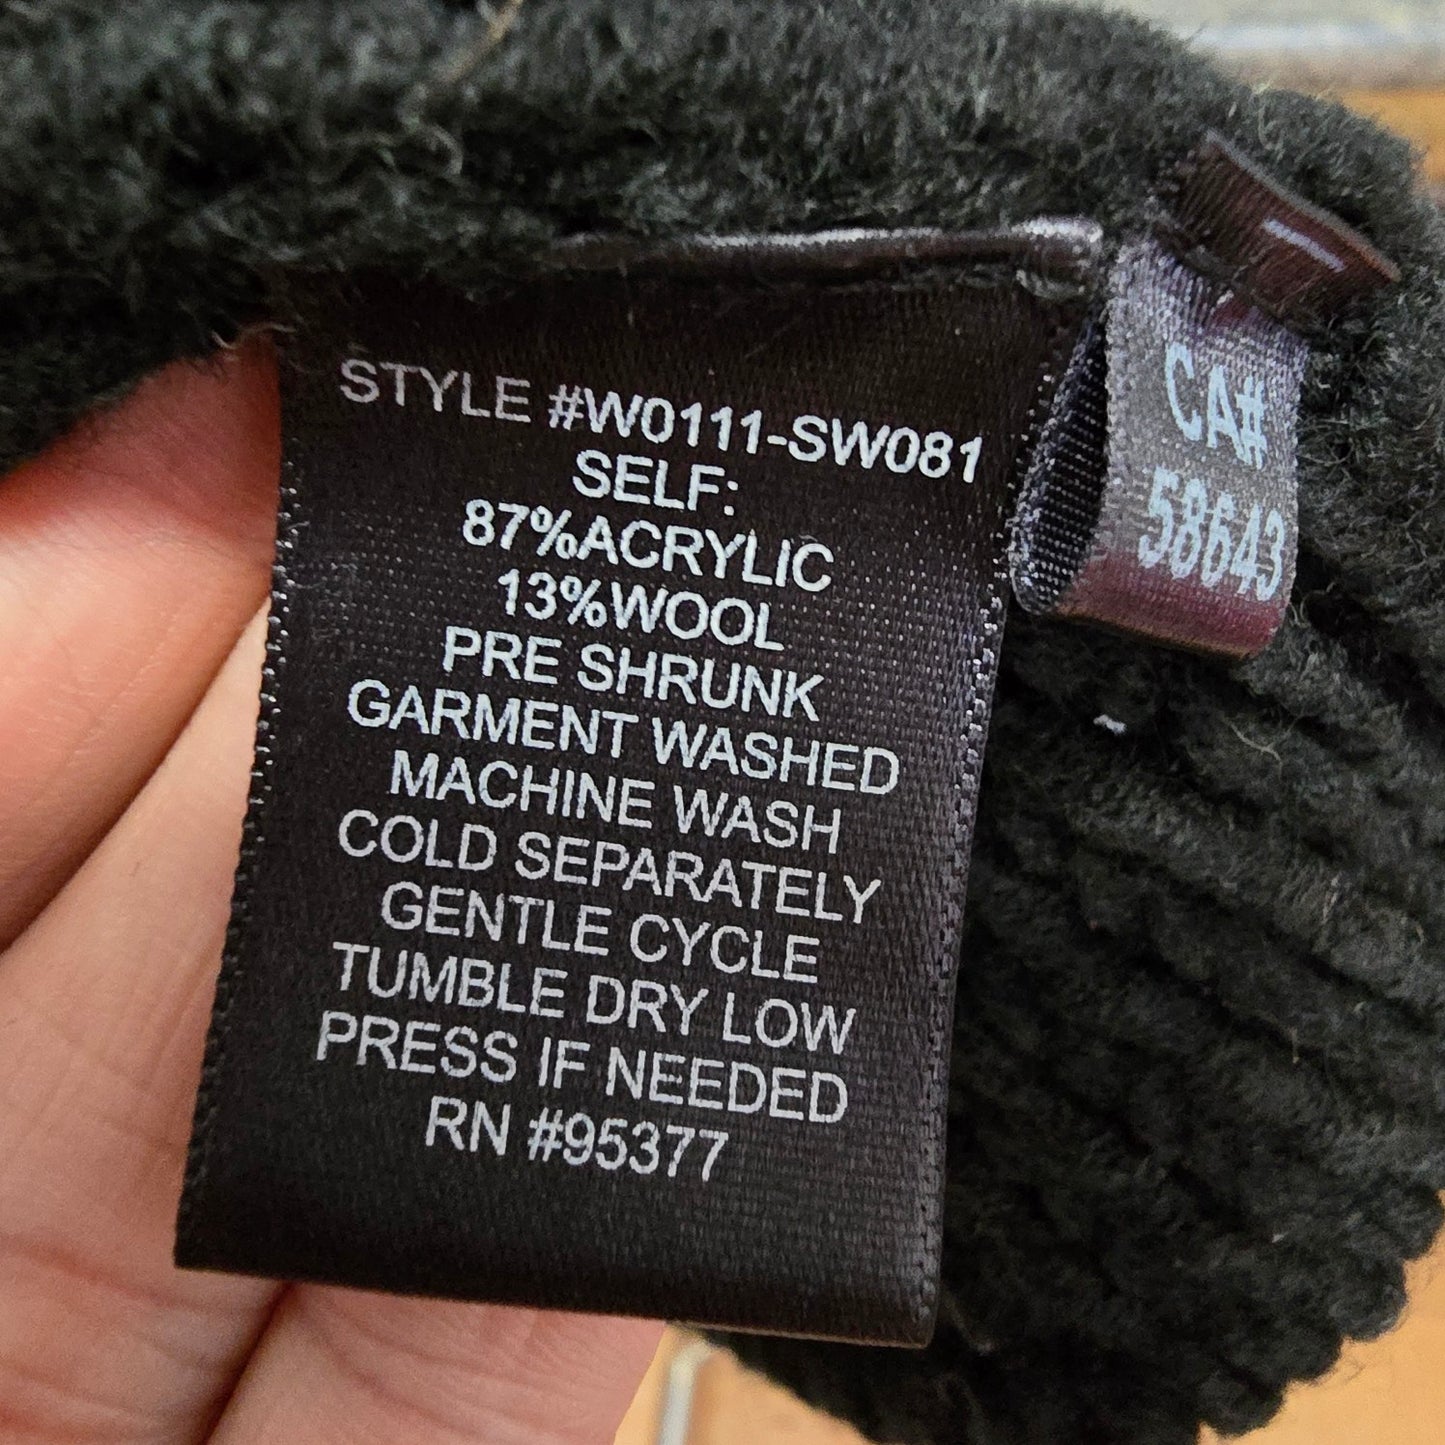 STYLE #W0111-SW081
SELF:
87%ACRYLIC
13%WOOL
PRE SHRUNK
GARMENT WASHED
MACHINE WASH
COLD SEPARATELY
GENTLE CYCLE
TUMBLE DRY LOW
PRESS IF NEEDED
RN #95377
CA#
58643